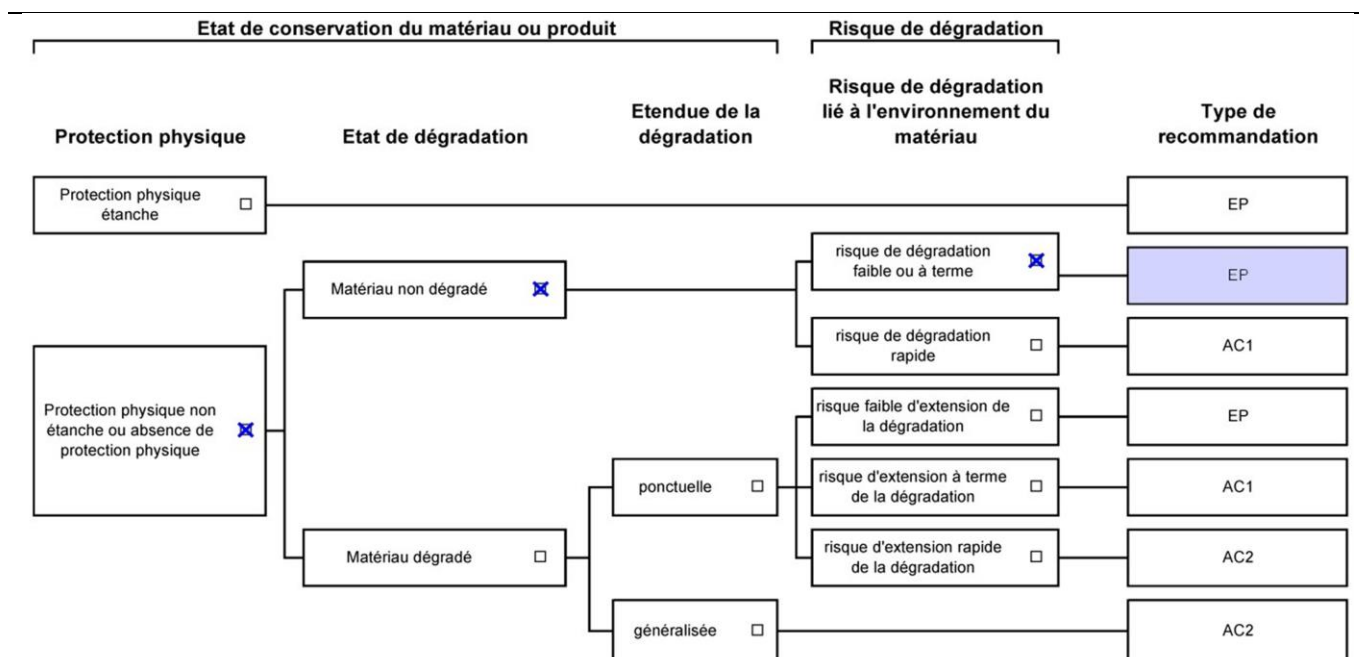 Etat de conservation du matériau ou produit
Risque de dégradation
Protection physique
Etat de dégradation
Etendue de la
dégradation
Risque de dégradation
lié à l'environnement du
matériau
Type de
recommandation
Protection physique
étanche
EP
Matériau non dégradé
risque de dégradation
faible ou à terme
EP
risque de dégradation
rapide
AC1
Protection physique non
étanche ou absence de
protection physique
risque faible d'extension de
la dégradation
EP
ponctuelle
risque d'extension à terme
de la dégradation
AC1
Matériau dégradé
risque d'extension rapide
de la dégradation
AC2
généralisée
AC2